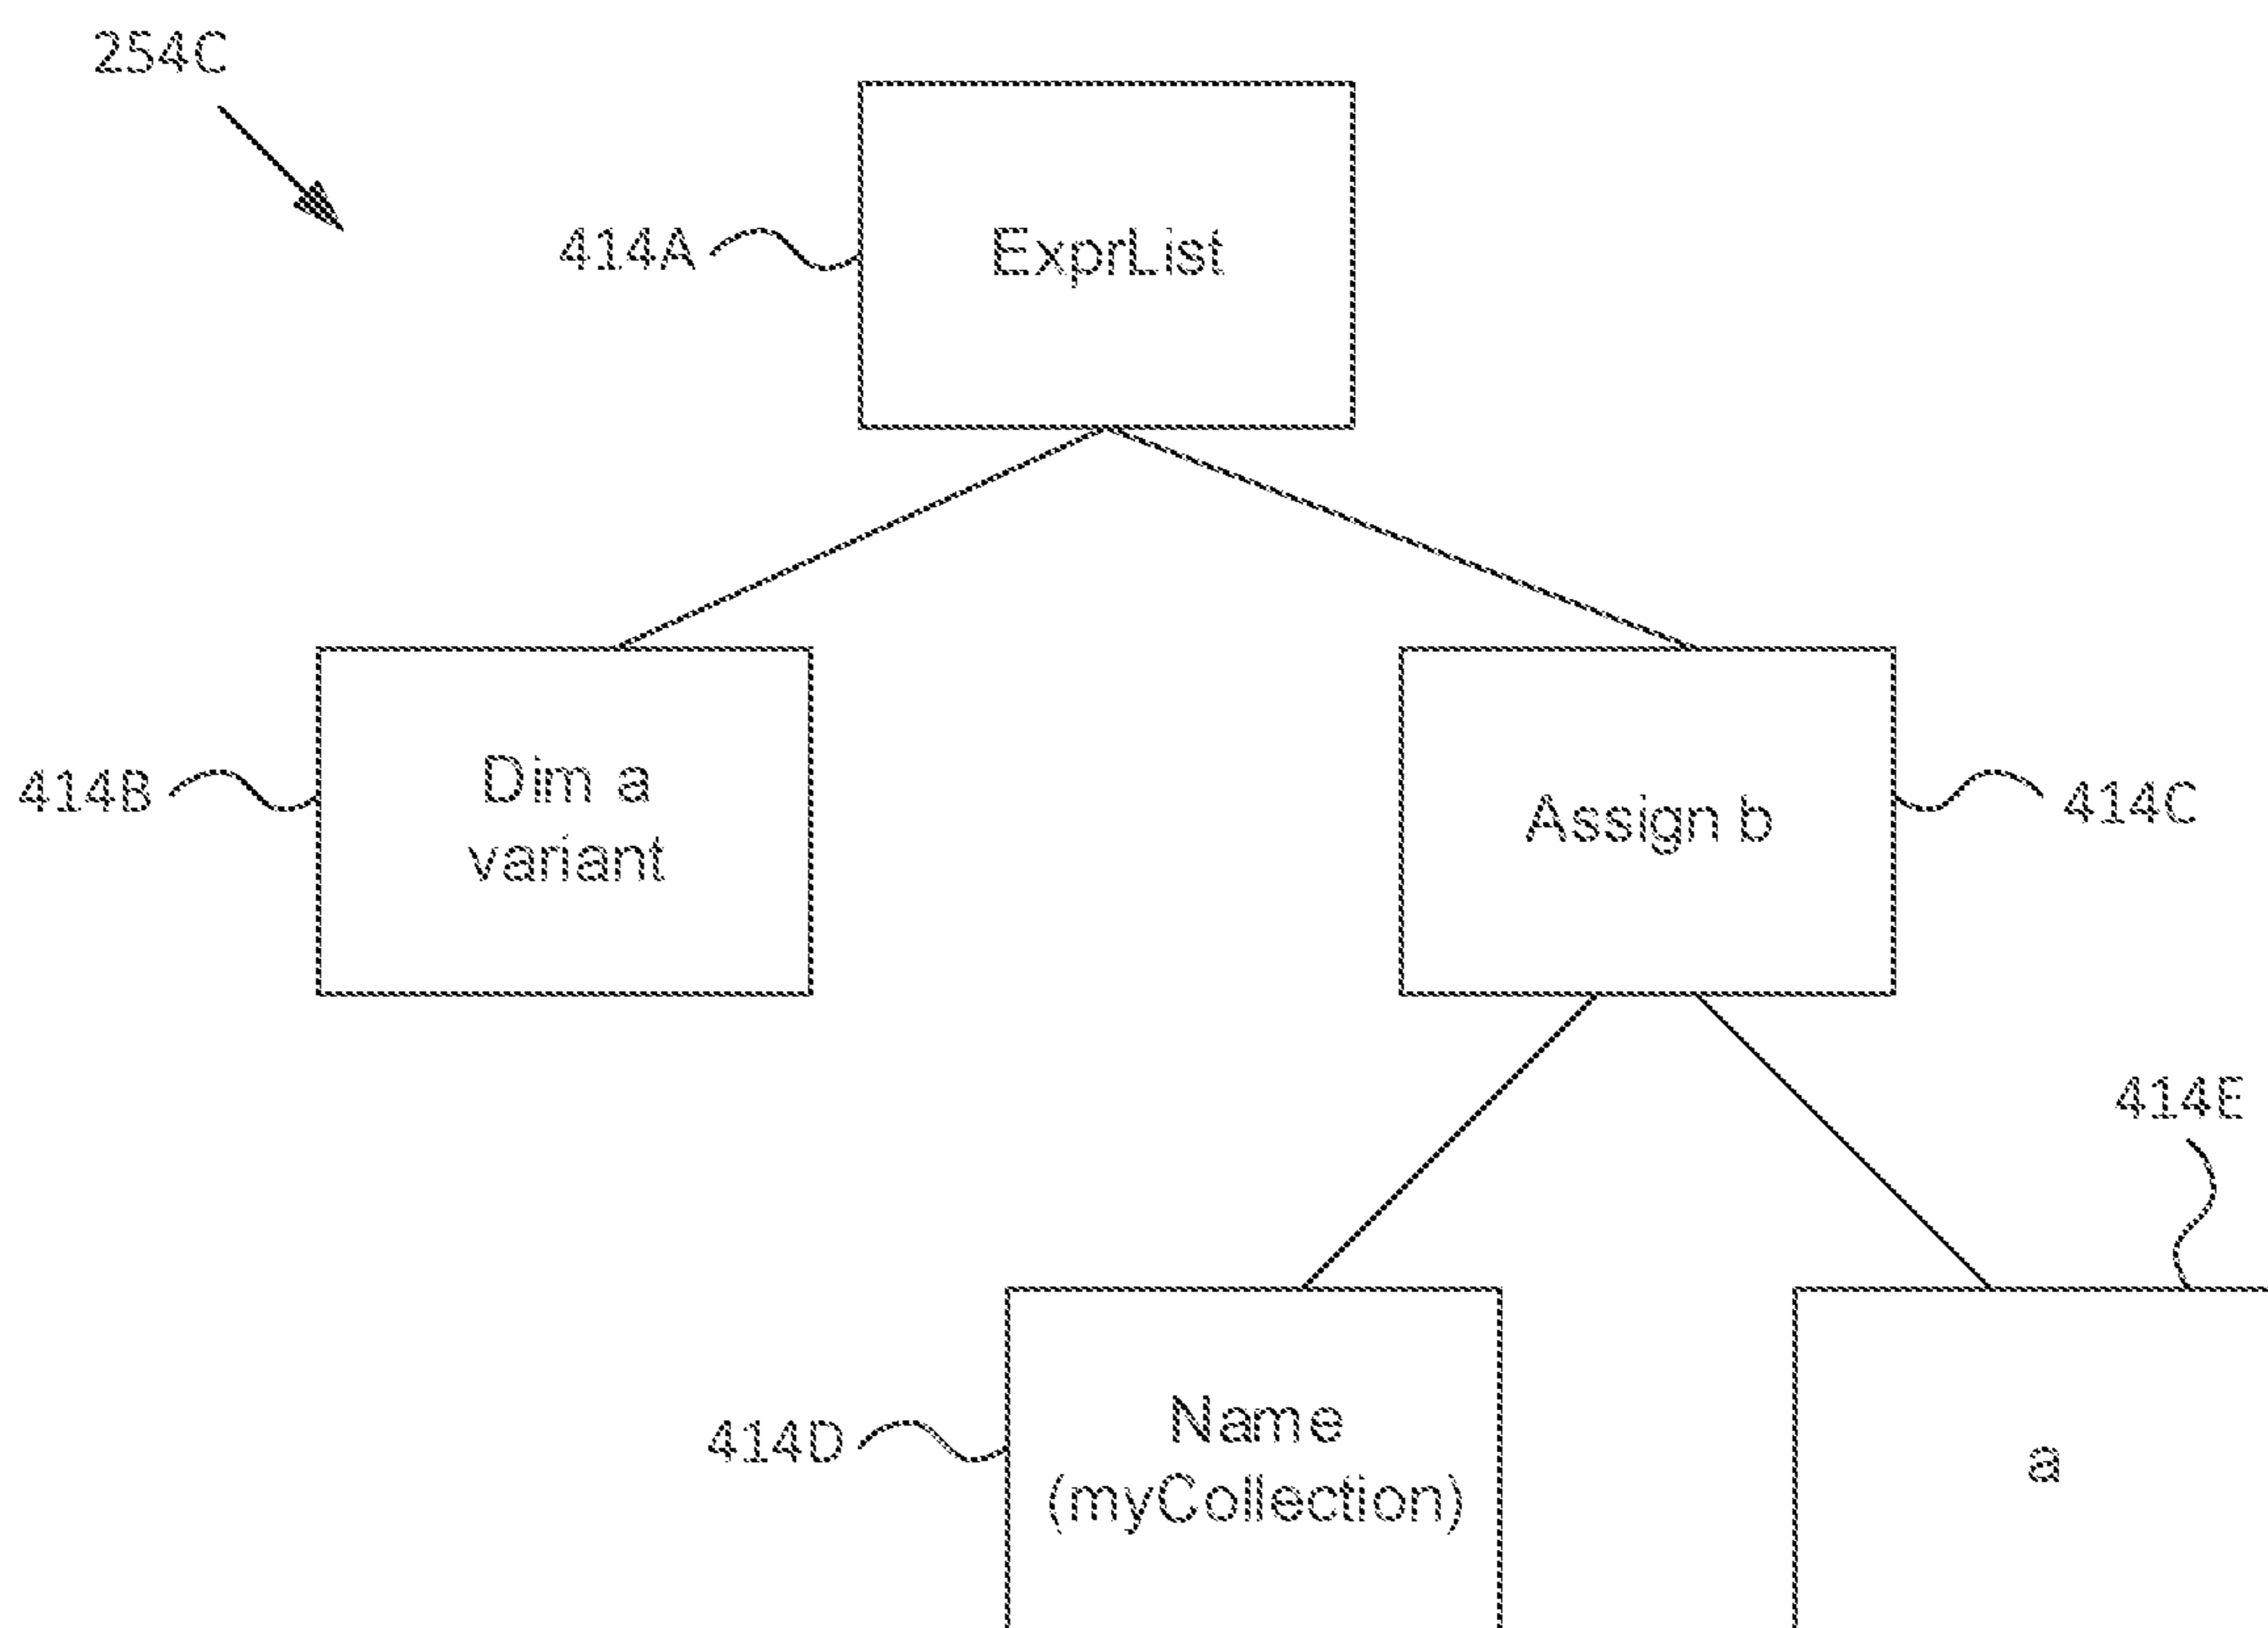 254C
414A
ExprList
414B
Dim a
variant
Assign b
414C
414E
414D
Name
(myCollection)
a